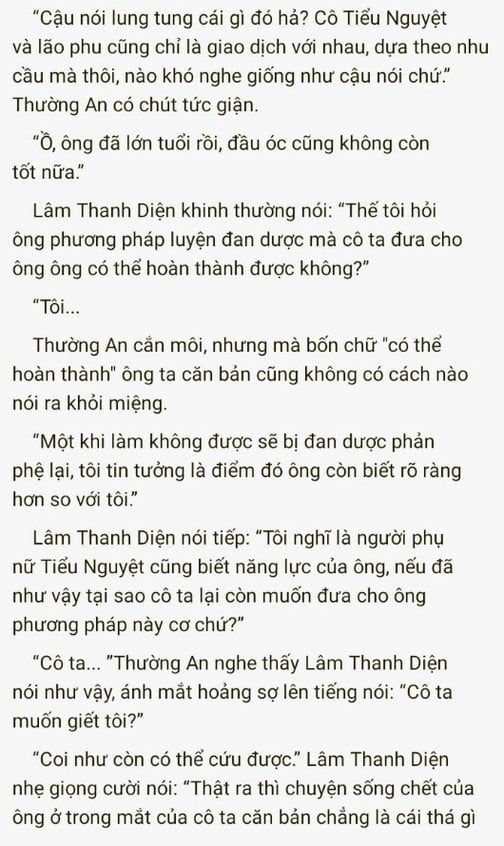 “Cậu nói lung tung cái gì đó hả? Cô Tiểu Nguyệt
và lão phu cũng chỉ là giao dịch với nhau, dựa theo nhu
cầu mà thôi, nào khó nghe giống như cậu nói chứ.”
Thường An có chút tức giận.
“Ồ, ông đã lớn tuổi rồi, đầu óc cũng không còn
tốt nữa.”
Lâm Thanh Diện khinh thường nói: “Thế tôi hỏi
ông phương pháp luyện đan dược mà cô ta đưa cho
ông ông có thể hoàn thành được không?”
“Tôi...
Thường An cắn môi, nhưng mà bốn chữ "có thể
hoàn thành" ông ta căn bản cũng không có cách nào
nói ra khỏi miệng.
“Một khi làm không được sẽ bị đan dược phản
phệ lại, tôi tin tưởng là điểm đó ông còn biết rõ ràng
hơn so với tôi.”
Lâm Thanh Diện nói tiếp: “Tôi nghĩ là người phụ
nữ Tiểu Nguyệt cũng biết năng lực của ông, nếu đã
như vậy tại sao cô ta lại còn muốn đưa cho ông
phương pháp này cơ chứ?”
“Cô ta... ”Thường An nghe thấy Lâm Thanh Diện
nói như vậy, ánh mắt hoảng sợ lên tiếng nói: “Cô ta
muốn giết tôi?”
“Coi như còn có thể cứu được.” Lâm Thanh Diện
nhẹ giọng cười nói: “Thật ra thì chuyện sống chết của
ông ở trong mắt của cô ta căn bản chẳng là cái thá gì